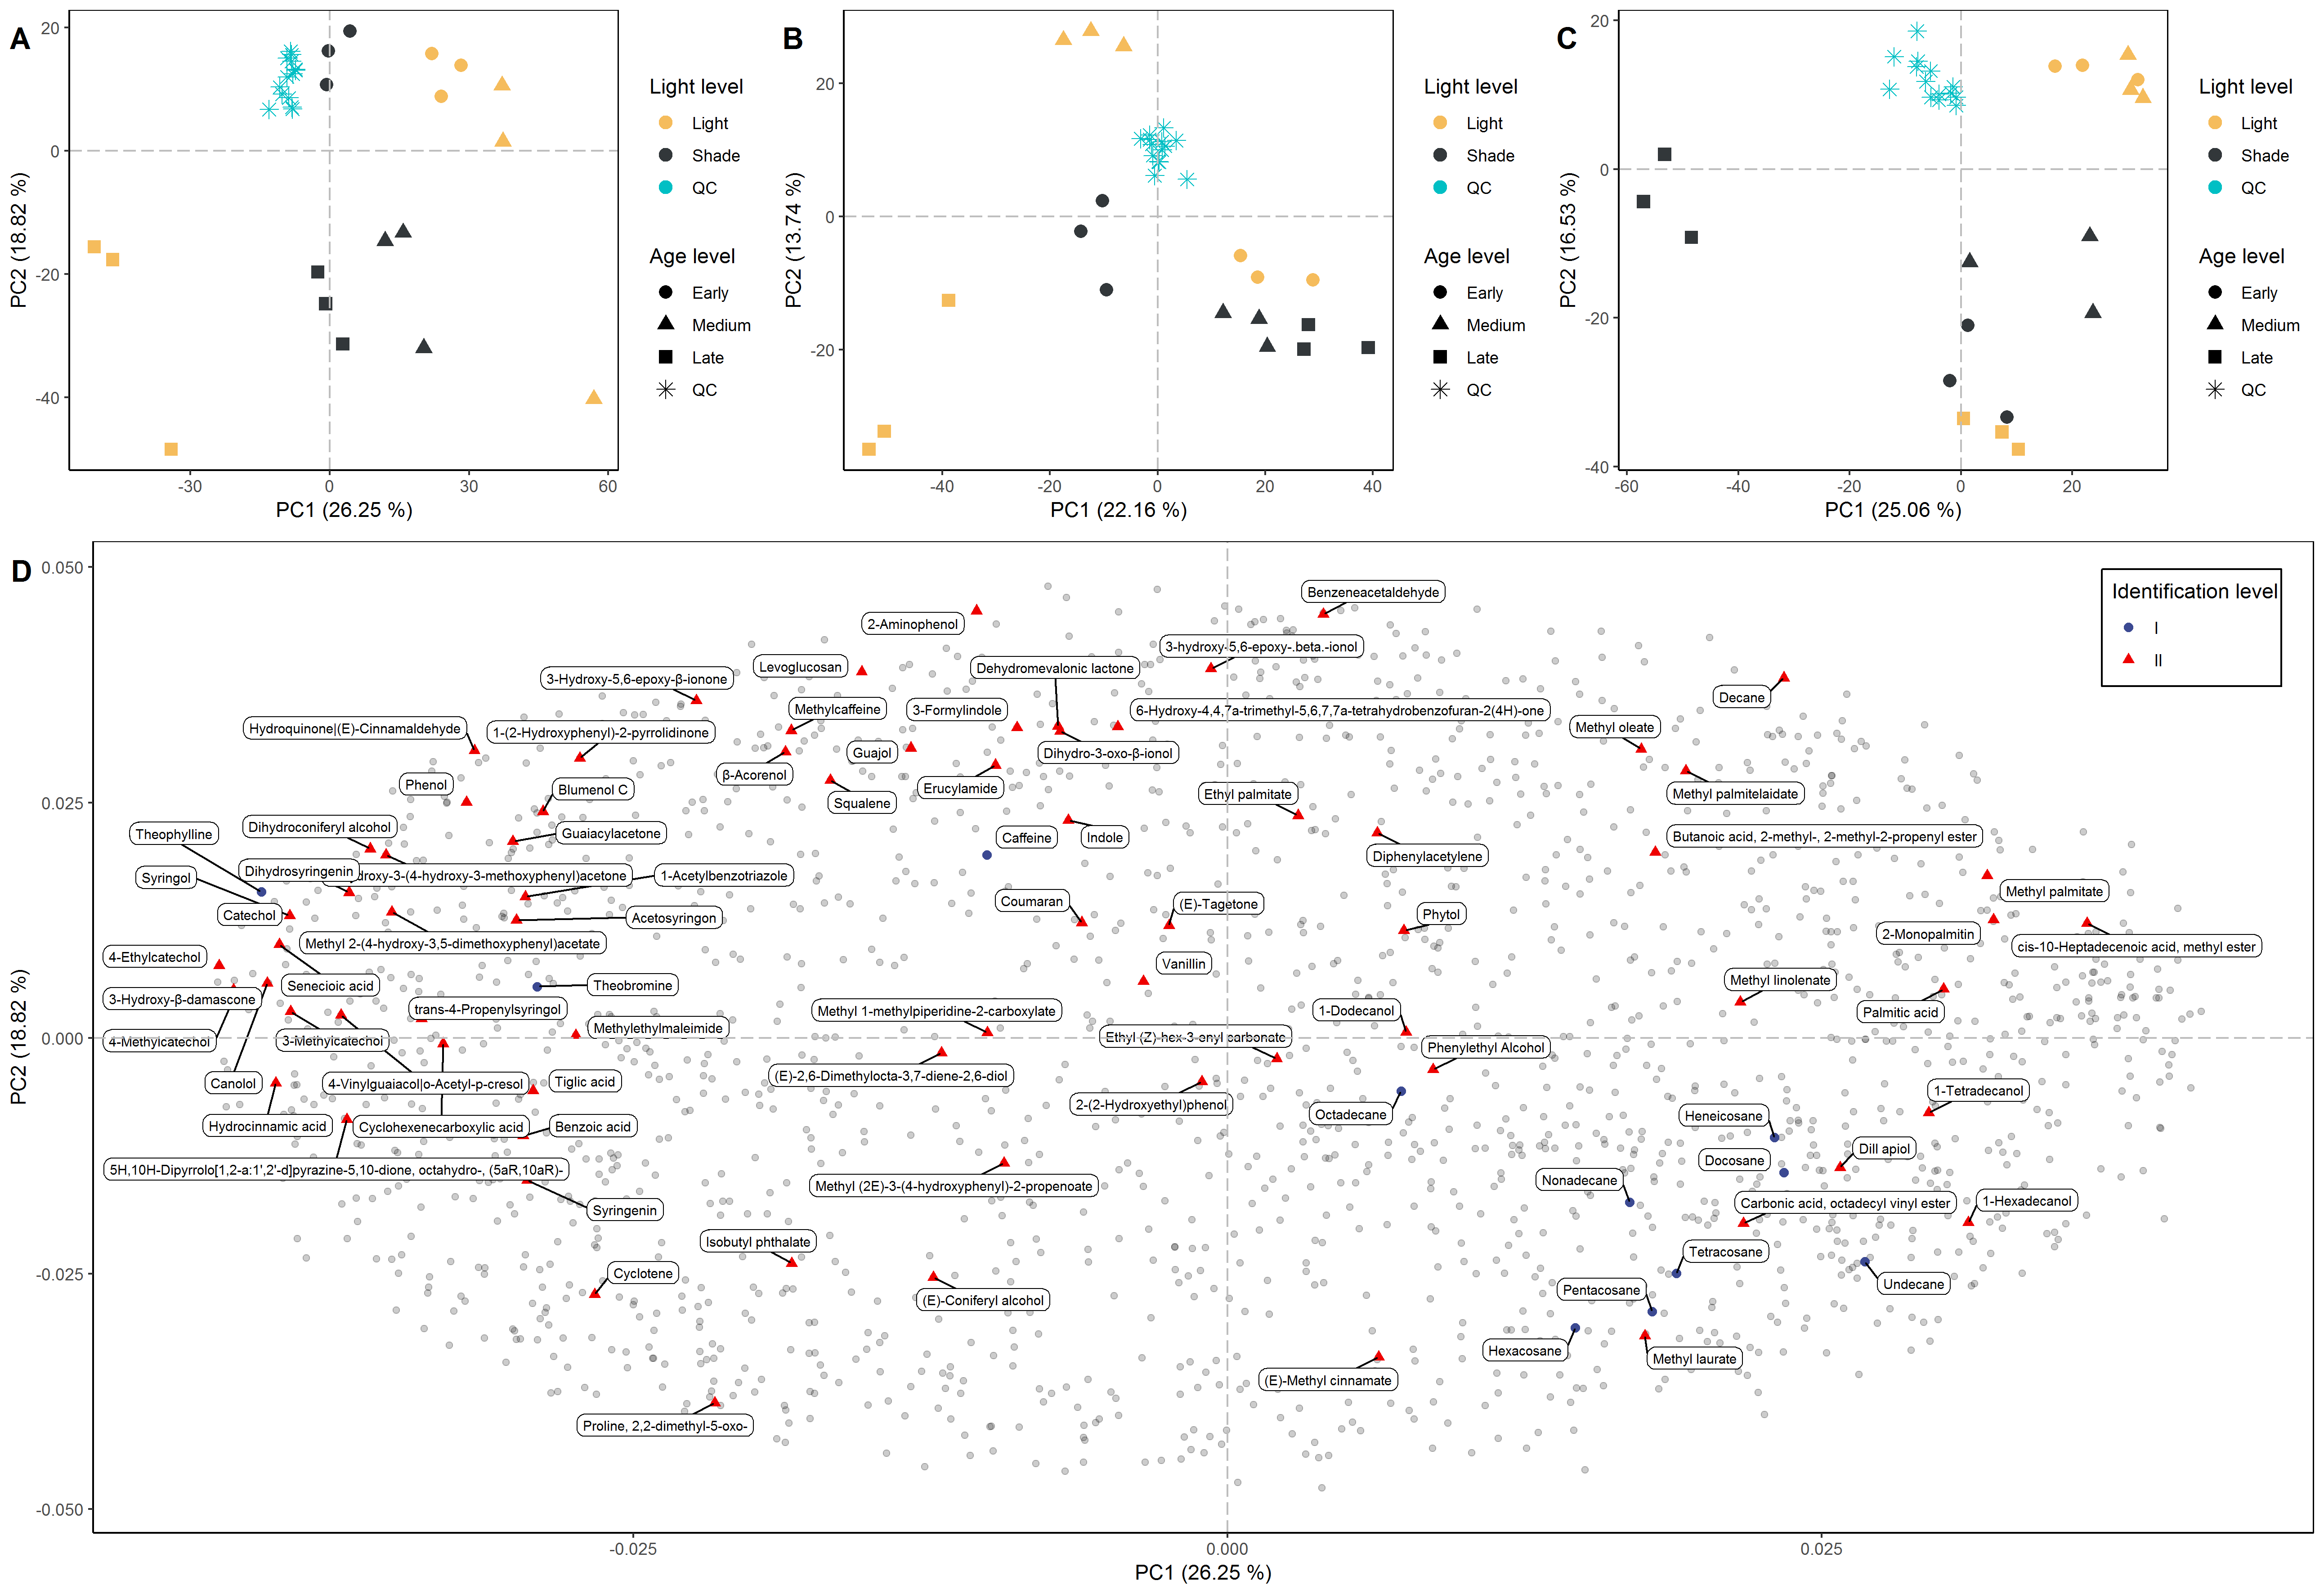 A
20
0
-20
-40
PC2 (18.82 %)
-30
0
30
60
PC1 (26.25 %)
Light level
Light
Shade
QC
Age level
Early
Medium
Late
QC
B
20
0
-20
PC2 (13.74 %)
-40
-20
0
20
40
PC1 (22.16 %)
Light level
Light
Shade
QC
Age level
Early
Medium
Late
QC
C
20
0
-20
-40
PC2 (16.53 %)
-60
-40
-20
0
20
PC1 (25.06 %)
Light level
Light
Shade
QC
Age level
Early
Medium
Late
QC
D
0.050
0.025
0.000
-0.025
-0.050
PC2 (18.82 %)
-0.025
0.000
0.025
PC1 (26.25 %)
Identification level
I
II
Benzeneacetaldehyde
2-Aminophenol
3-hydroxy-5,6-epoxy-.beta.-ionol
Levoglucosan
Dehydromevalonic lactone
3-Hydroxy-5,6-epoxy-β-ionone
Decane
Methylcaffeine
3-Formylindole
6-Hydroxy-4,4,7a-trimethyl-5,6,7,7a-tetrahydrobenzofuran-2(4H)-one
Hydroquinone|(E)-Cinnamaldehyde
1-(2-Hydroxyphenyl)-2-pyrrolidinone
Methyl oleate
Guajol
Dihydro-3-oxo-β-ionol
β-Acorenol
Phenol
Blumenol C
Squalene
Erucylamide
Ethyl palmitate
Methyl palmitelaidate
Theophylline
Dihydroconiferyl alcohol
Guaiacylacetone
Caffeine
Indole
Butanoic acid, 2-methyl-, 2-methyl-2-propenyl ester
Diphenylacetylene
Syringol
Dihydrosyringenin
droxy-3-(4-hydroxy-3-methoxyphenyl)acetone
1-Acetylbenzotriazole
Methyl palmitate
Catechol
Acetosyringon
Coumaran
(E)-Tagetone
Phytol
2-Monopalmitin
cis-10-Heptadecenoic acid, methyl ester
Methyl 2-(4-hydroxy-3,5-dimethoxyphenyl)acetate
4-Ethylcatechol
Vanillin
Senecioic acid
Theobromine
Methyl linolenate
3-Hydroxy-β-damascone
trans-4-Propenylsyringol
Methyl 1-methylpiperidine-2-carboxylate
1-Dodecanol
Palmitic acid
4-Methylcatechol
3-Methylcatechol
Methylethylmaleimide
Ethyl (Z)-hex-3-enyl carbonate
Phenylethyl Alcohol
Canolol
4-Vinylguaiacol|o-Acetyl-p-cresol
Tiglic acid
(E)-2,6-Dimethylocta-3,7-diene-2,6-diol
2-(2-Hydroxyethyl)phenol
Octadecane
1-Tetradecanol
Heneicosane
Hydrocinnamic acid
Cyclohexenecarboxylic acid
Benzoic acid
Dill apiol
Docosane
5H,10H-Dipyrrolo[1,2-a:1',2'-d]pyrazine-5,10-dione, octahydro-, (5aR,10aR)-
Methyl (2E)-3-(4-hydroxyphenyl)-2-propenoate
Nonadecane
Carbonic acid, octadecyl vinyl ester
1-Hexadecanol
Syringenin
Isobutyl phthalate
Tetracosane
Cyclotene
Undecane
(E)-Coniferyl alcohol
Pentacosane
Hexacosane
Methyl laurate
(E)-Methyl cinnamate
Proline, 2,2-dimethyl-5-oxo-